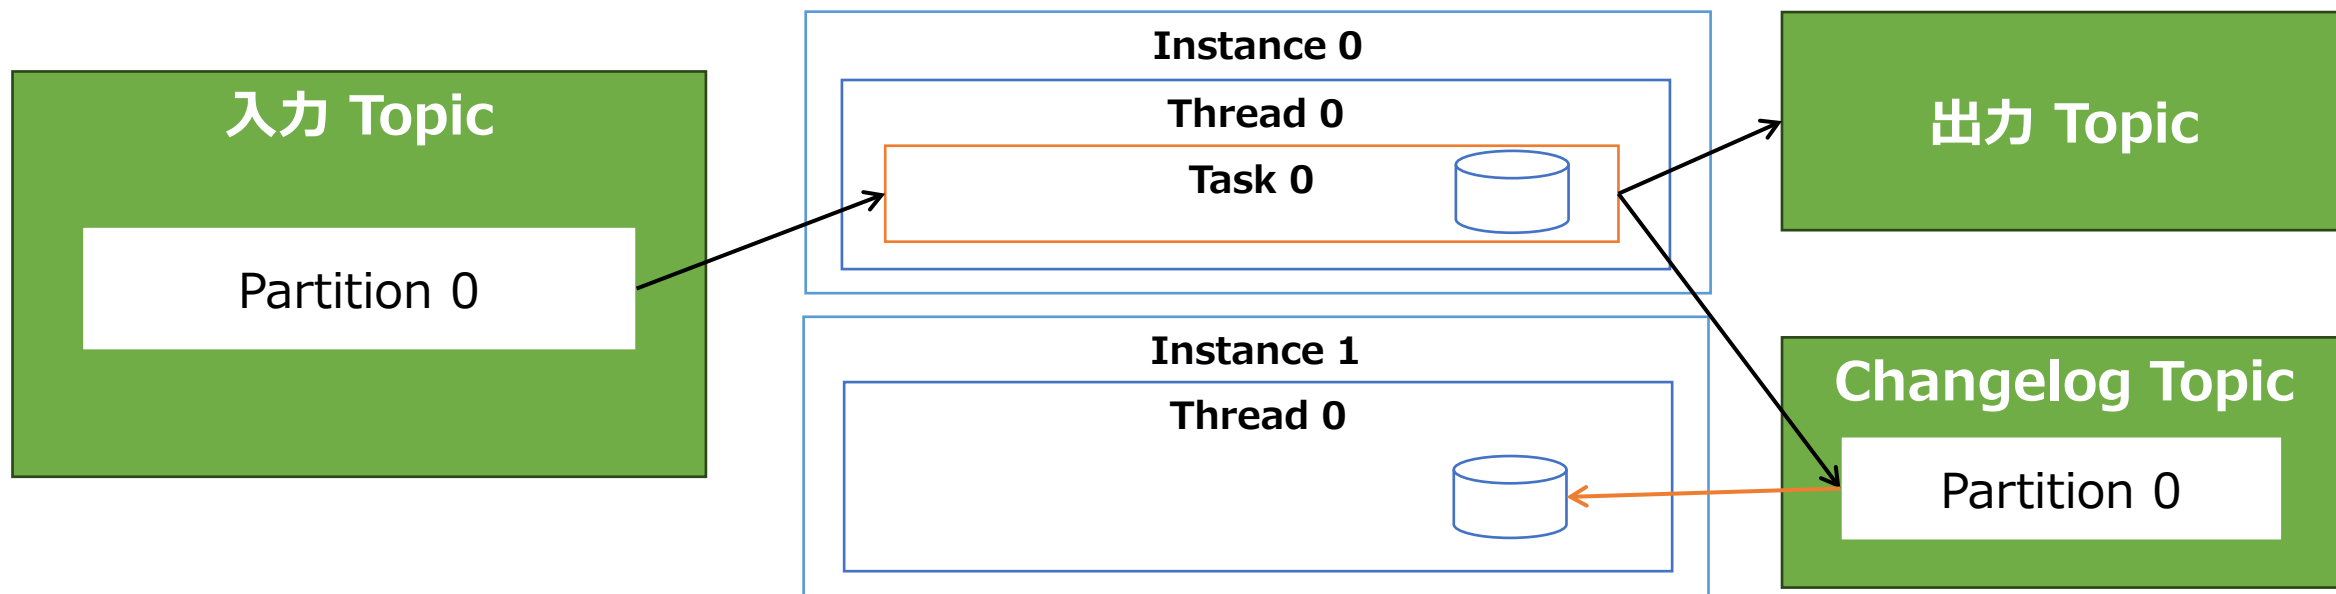 入力 Topic
Partition 0
Instance 0
Thread 0
Task 0
Instance 1
Thread 0
出力 Topic
Changelog Topic
Partition 0